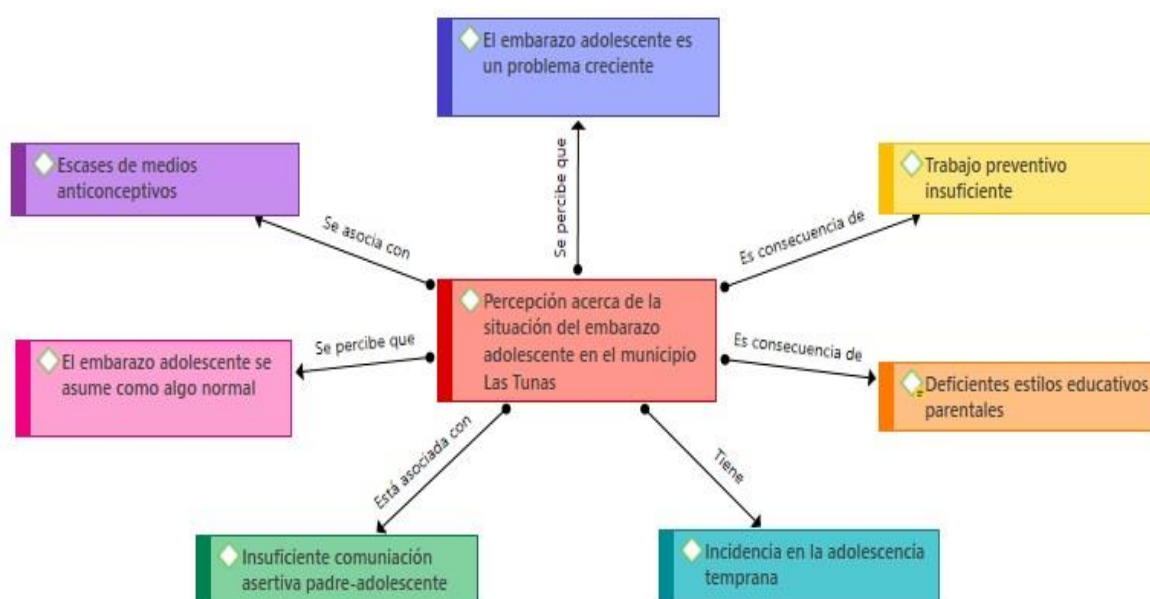 El embarazo adolescente es
un problema creciente
Escases de medios
anticonceptivos
Trabajo preventivo
insuficiente
Se percibe que
Se asocia con
Es consecuencia de
Percepción acerca de la
situación del embarazo
adolescente en el municipio
Las Tunas
El embarazo adolescente se
asume como algo normal
Se percibe que
Es consecuencia de
Deficientes estilos educativos
parentales
Está asociada con
Tiene
Insuficiente comuniación
asertiva padre-adolescente
Incidencia en la adolescencia
temprana